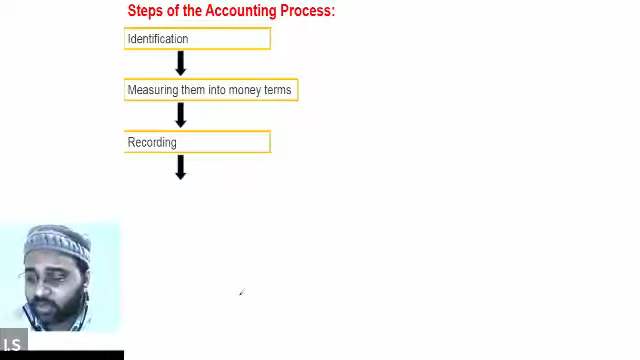 Steps of the Accounting Process:
Identification
Measuring them into money terms
Recording
I.S